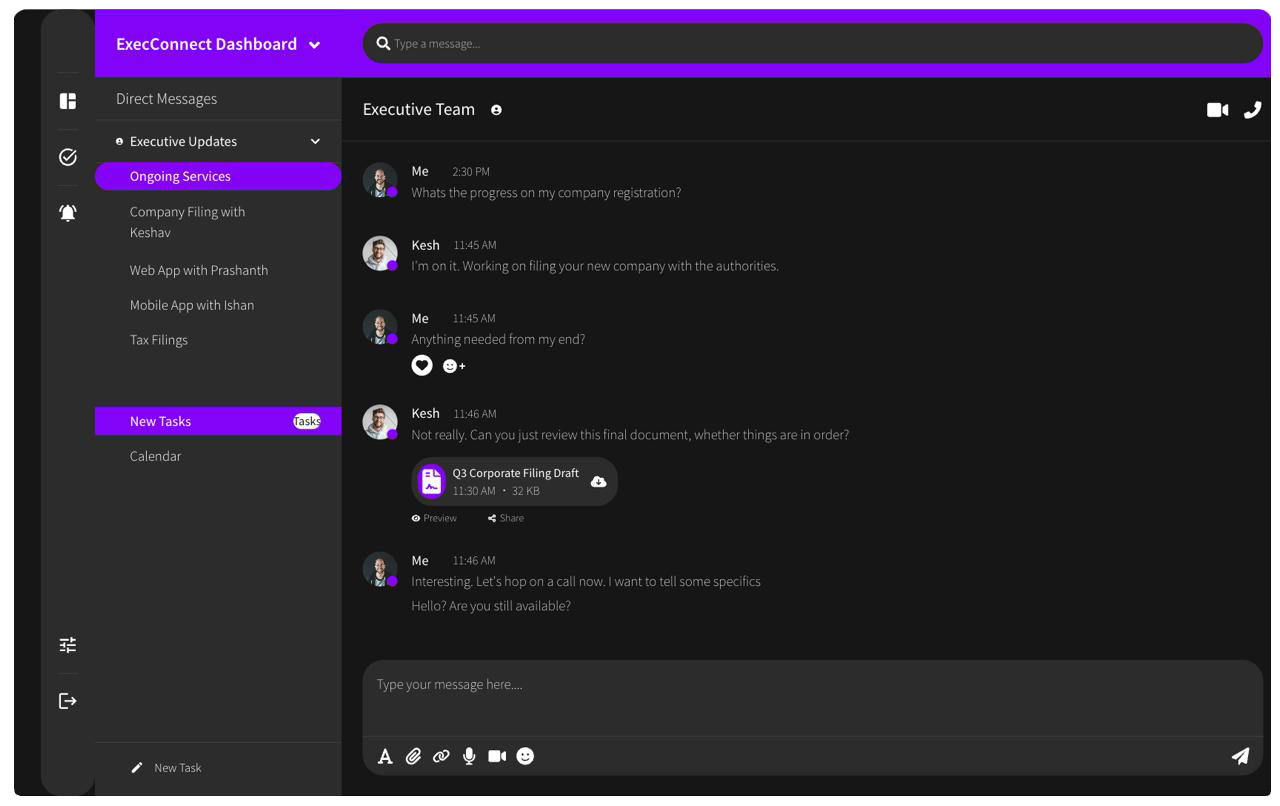 ExecConnect Dashboard
Type a message...
Direct Messages
Executive Updates
Ongoing Services
Company Filing with
Keshav
Web App with Prashanth
Mobile App with Ishan
Tax Filings
New Tasks
Tasks
Calendar
New Task
Executive Team
Me 2:30 PM
Whats the progress on my company registration?
Kesh 11:45 AM
I'm on it. Working on filing your new company with the authorities.
Me 11:45 AM
Anything needed from my end?
Kesh 11:46 AM
Not really. Can you just review this final document, whether things are in order?
Q3 Corporate Filing Draft
11:30 AM • 32 KB
Preview Share
Me 11:46 AM
Interesting. Let's hop on a call now. I want to tell some specifics
Hello? Are you still available?
Type your message here....